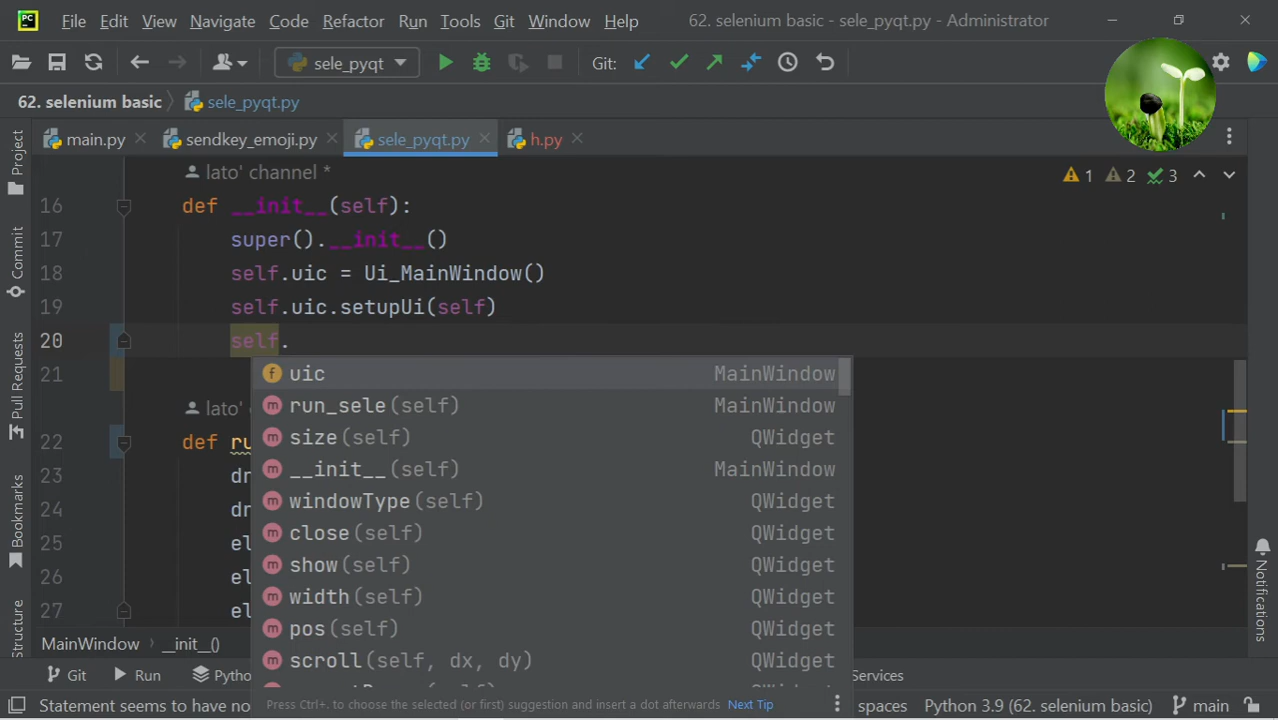 File Edit View Navigate Code Refactor Run Tools Git Window Help 62. selenium basic - sele_pyqt.py - Administrator
sele_pyqt Git:
62. selenium basic sele_pyqt.py
main.py sendkey_emoji.py sele_pyqt.py h.py
lato' channel * 1 2 3
16 def __init__(self):
17 super().__init__()
18 self.uic = Ui_MainWindow()
19 self.uic.setupUi(self)
20 self.
21
uic MainWindow
run_sele(self) MainWindow
lato'
size(self) QWidget
22 def ru
__init__(self) MainWindow
23 dr
windowType(self) QWidget
24 dr
close(self) QWidget
25 el
show(self) QWidget
26 el
width(self) QWidget
27 el
pos(self) QWidget
scroll(self, dx, dy) QWidget
Press Ctrl+. to choose the selected (or first) suggestion and insert a dot afterwards Next Tip
MainWindow __init__()
Git Run Pytho Services
Statement seems to have no spaces Python 3.9 (62. selenium basic) main
Project
Commit
Pull Requests
Bookmarks
Structure
Notifications